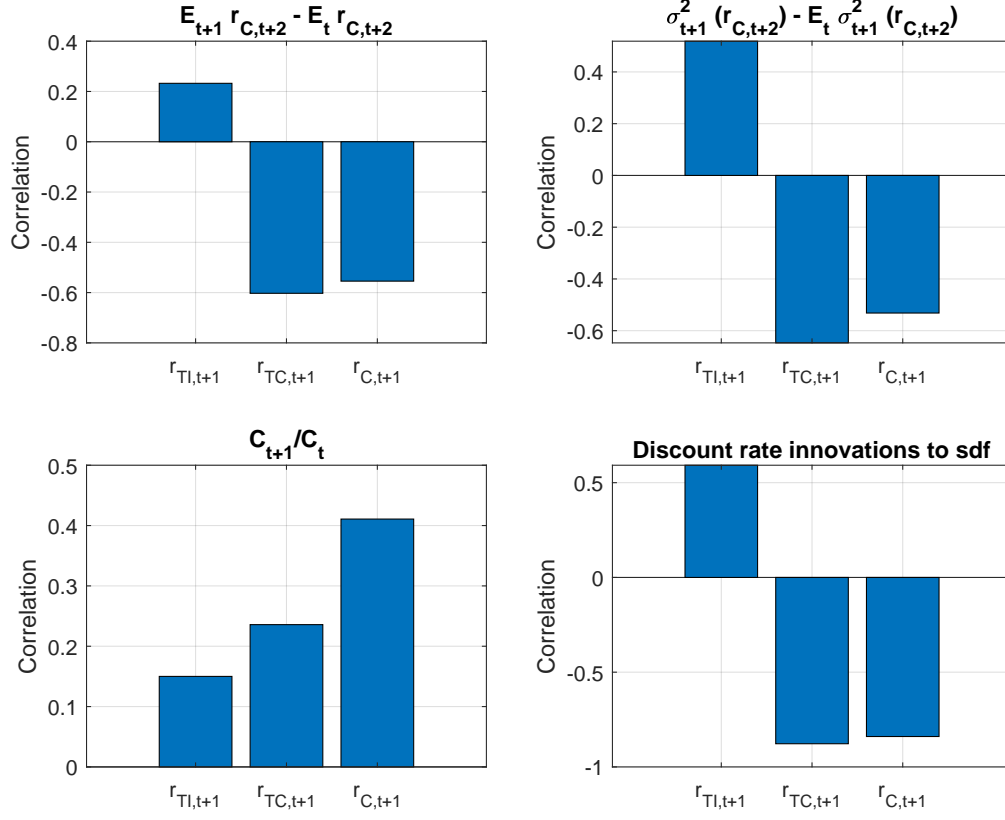 E_{t+1} r_{C,t+2} - E_t r_{C,t+2}
0.4
0.2
0
-0.2
-0.4
-0.6
-0.8
Correlation
r_{TI,t+1} r_{TC,t+1} r_{C,t+1}
σ²_{t+1} (r_{C,t+2}) - E_t σ²_{t+1} (r_{C,t+2})
0.4
0.2
0
-0.2
-0.4
-0.6
Correlation
r_{TI,t+1} r_{TC,t+1} r_{C,t+1}
C_{t+1}/C_t
0.5
0.4
0.3
0.2
0.1
0
Correlation
r_{TI,t+1} r_{TC,t+1} r_{C,t+1}
Discount rate innovations to sdf
0.5
0
-0.5
-1
Correlation
r_{TI,t+1} r_{TC,t+1} r_{C,t+1}